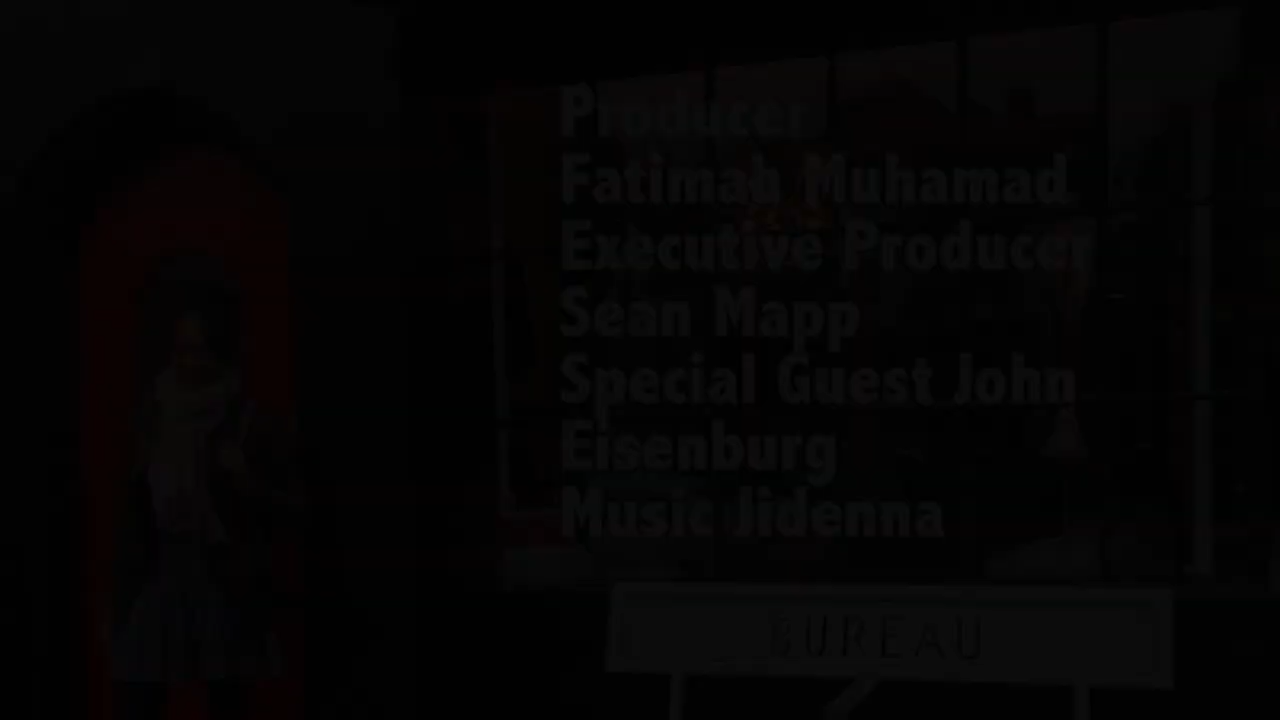 Producer
Fatimah Muhamad
Executive Producer
Sean Mapp
Special Guest John
Eisenburg
Music Jidenna
BUREAU